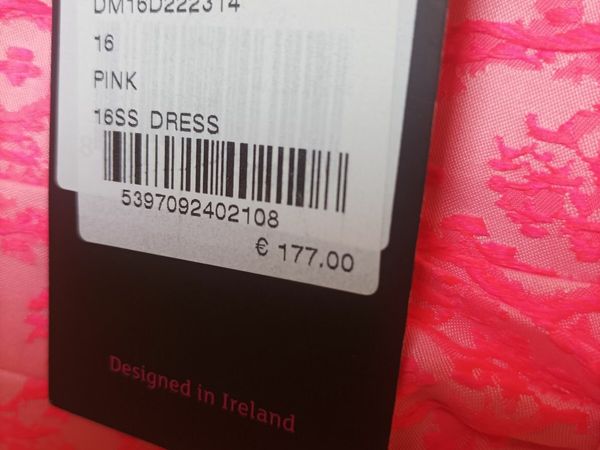 DM16D222314
16
PINK
16SS DRESS
5397092402108
€ 177.00
Designed in Ireland